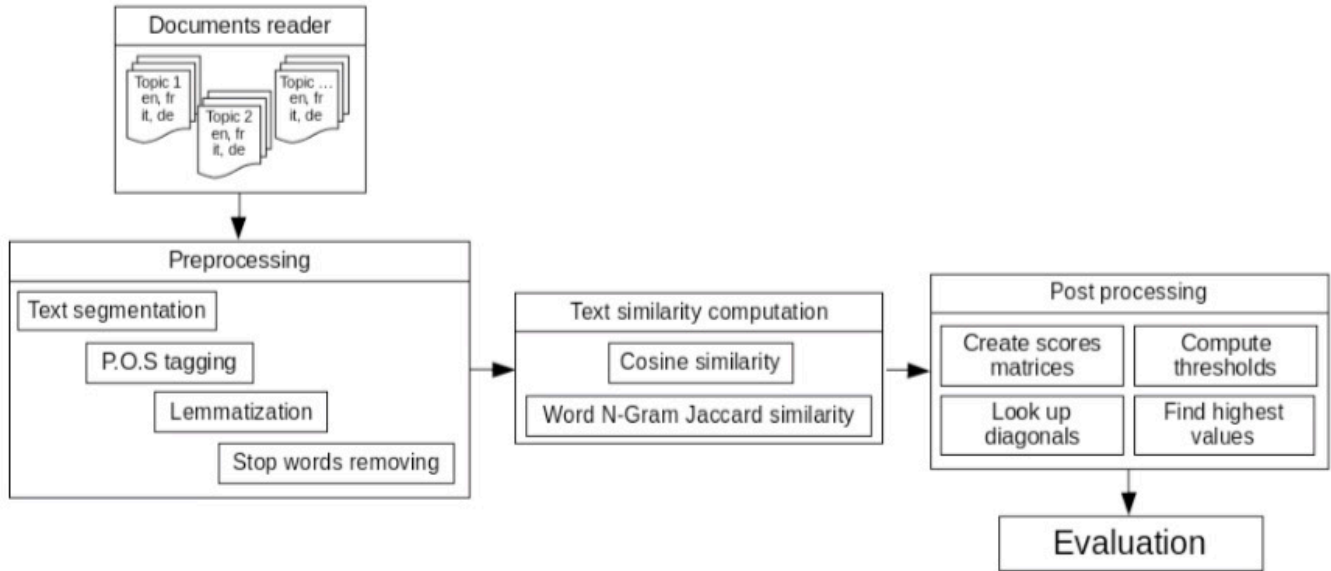 Documents reader
Topic 1
en, fr
it, de
Topic 2
en, fr
it, de
Topic ...
en, fr
it, de
Preprocessing
Text segmentation
P.O.S tagging
Lemmatization
Stop words removing
Text similarity computation
Cosine similarity
Word N-Gram Jaccard similarity
Post processing
Create scores
matrices
Compute
thresholds
Look up
diagonals
Find highest
values
Evaluation